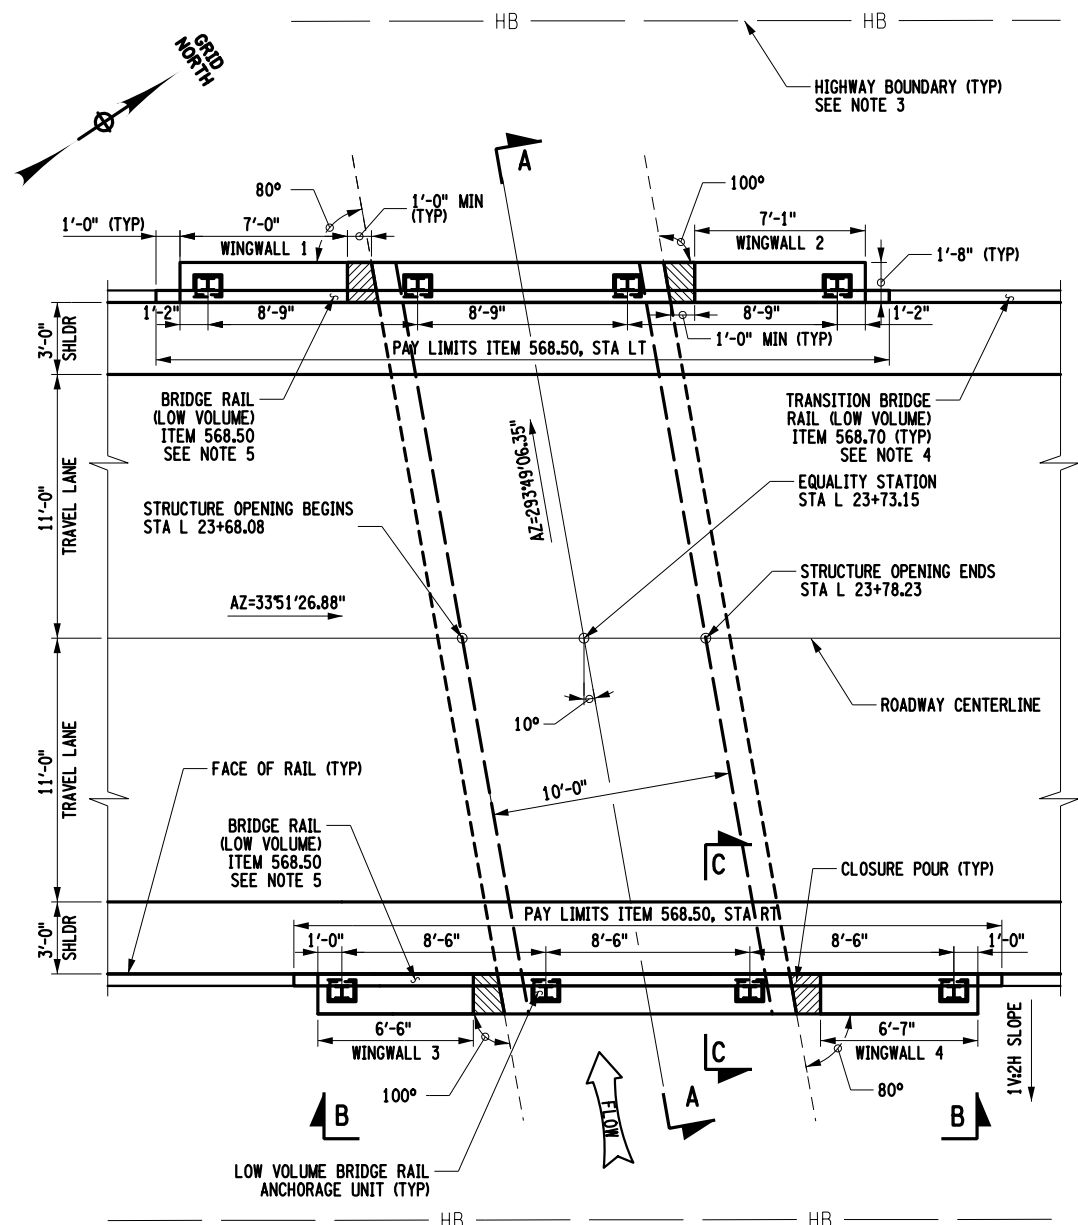 HB
HB
GRID
NORTH
HIGHWAY BOUNDARY (TYP)
SEE NOTE 3
A
80°
1'-0" MIN
(TYP)
100°
1'-0" (TYP)
7'-0"
WINGWALL 1
7'-1"
WINGWALL 2
1'-8" (TYP)
1'-2"
8'-9"
8'-9"
8'-9"
1'-2"
3'-0"
SHLDR
1'-0" MIN (TYP)
PAY LIMITS ITEM 568.50, STA LT
BRIDGE RAIL
(LOW VOLUME)
ITEM 568.50
SEE NOTE 5
TRANSITION BRIDGE
RAIL (LOW VOLUME)
ITEM 568.70 (TYP)
SEE NOTE 4
11'-0"
TRAVEL LANE
AZ=293°49'06.35"
EQUALITY STATION
STA L 23+73.15
STRUCTURE OPENING BEGINS
STA L 23+68.08
STRUCTURE OPENING ENDS
STA L 23+78.23
AZ=33°51'26.88"
10°
ROADWAY CENTERLINE
11'-0"
TRAVEL LANE
FACE OF RAIL (TYP)
10'-0"
BRIDGE RAIL
(LOW VOLUME)
ITEM 568.50
SEE NOTE 5
C
CLOSURE POUR (TYP)
3'-0"
SHLDR
PAY LIMITS ITEM 568.50, STA RT
1'-0"
8'-6"
8'-6"
8'-6"
1'-0"
6'-6"
WINGWALL 3
6'-7"
WINGWALL 4
C
1V:2H SLOPE
100°
80°
B
FLOW
A
B
LOW VOLUME BRIDGE RAIL
ANCHORAGE UNIT (TYP)
HB
HB